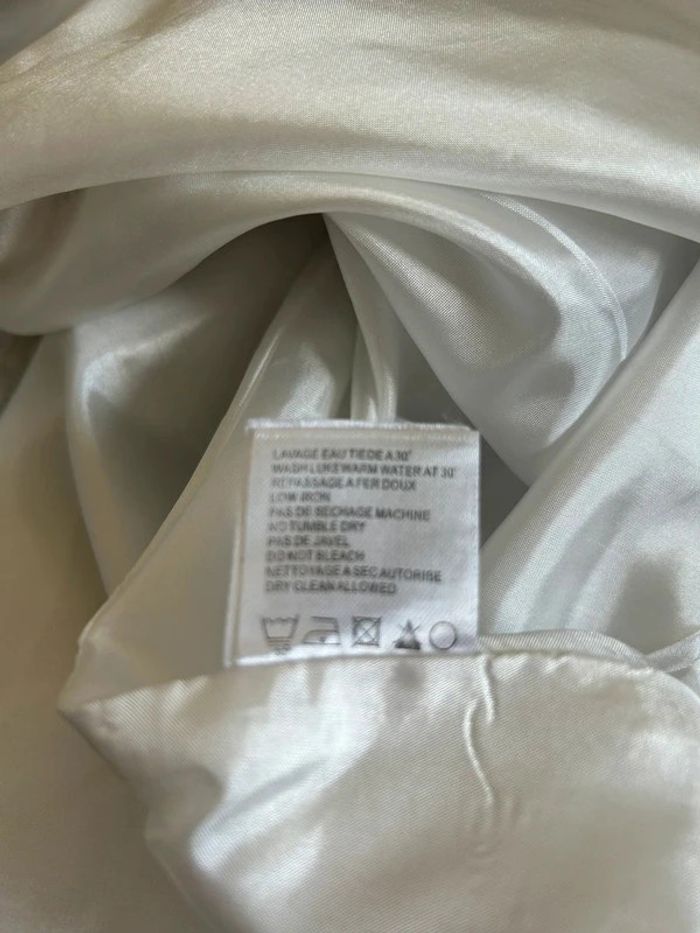 LAVAGE EAU TIEDE A 30°
WASH LUKEWARM WATER AT 30°
REPASSAGE A FER DOUX
LOW IRON
PAS DE SECHAGE MACHINE
NO TUMBLE DRY
PAS DE JAVEL
DO NOT BLEACH
NETTOYAGE A SEC AUTORISE
DRY CLEAN ALLOWED